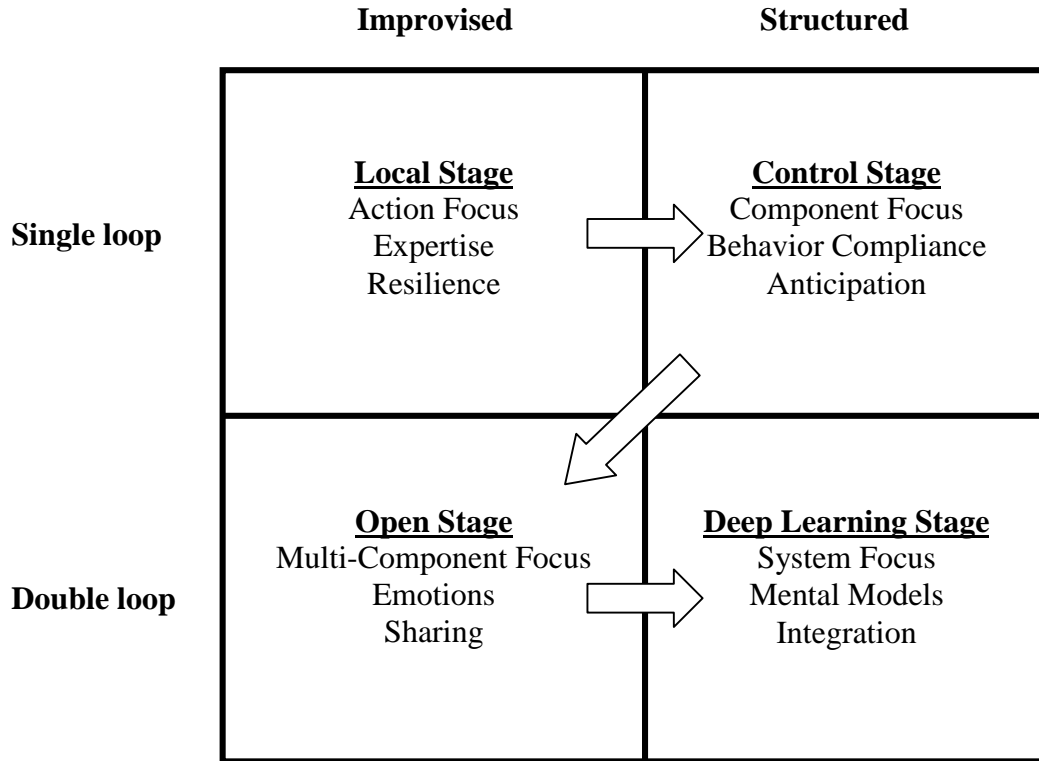 Improvised Structured
Local Stage
Action Focus
Expertise
Resilience
Control Stage
Component Focus
Behavior Compliance
Anticipation
Single loop
Open Stage
Multi-Component Focus
Emotions
Sharing
Deep Learning Stage
System Focus
Mental Models
Integration
Double loop